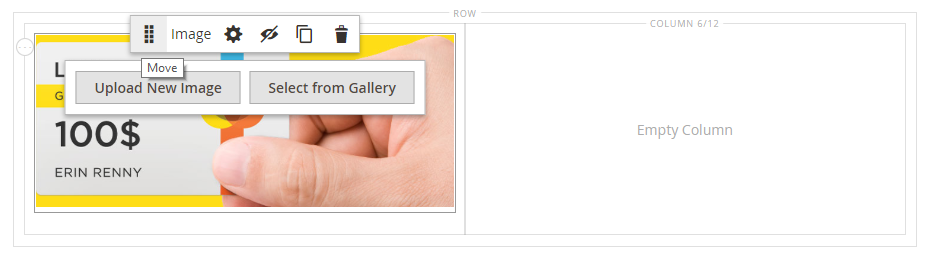 ROW
COLUMN 6/12
Image
Move
L
Upload New Image
Select from Gallery
G
100$
ERIN RENNY
Empty Column